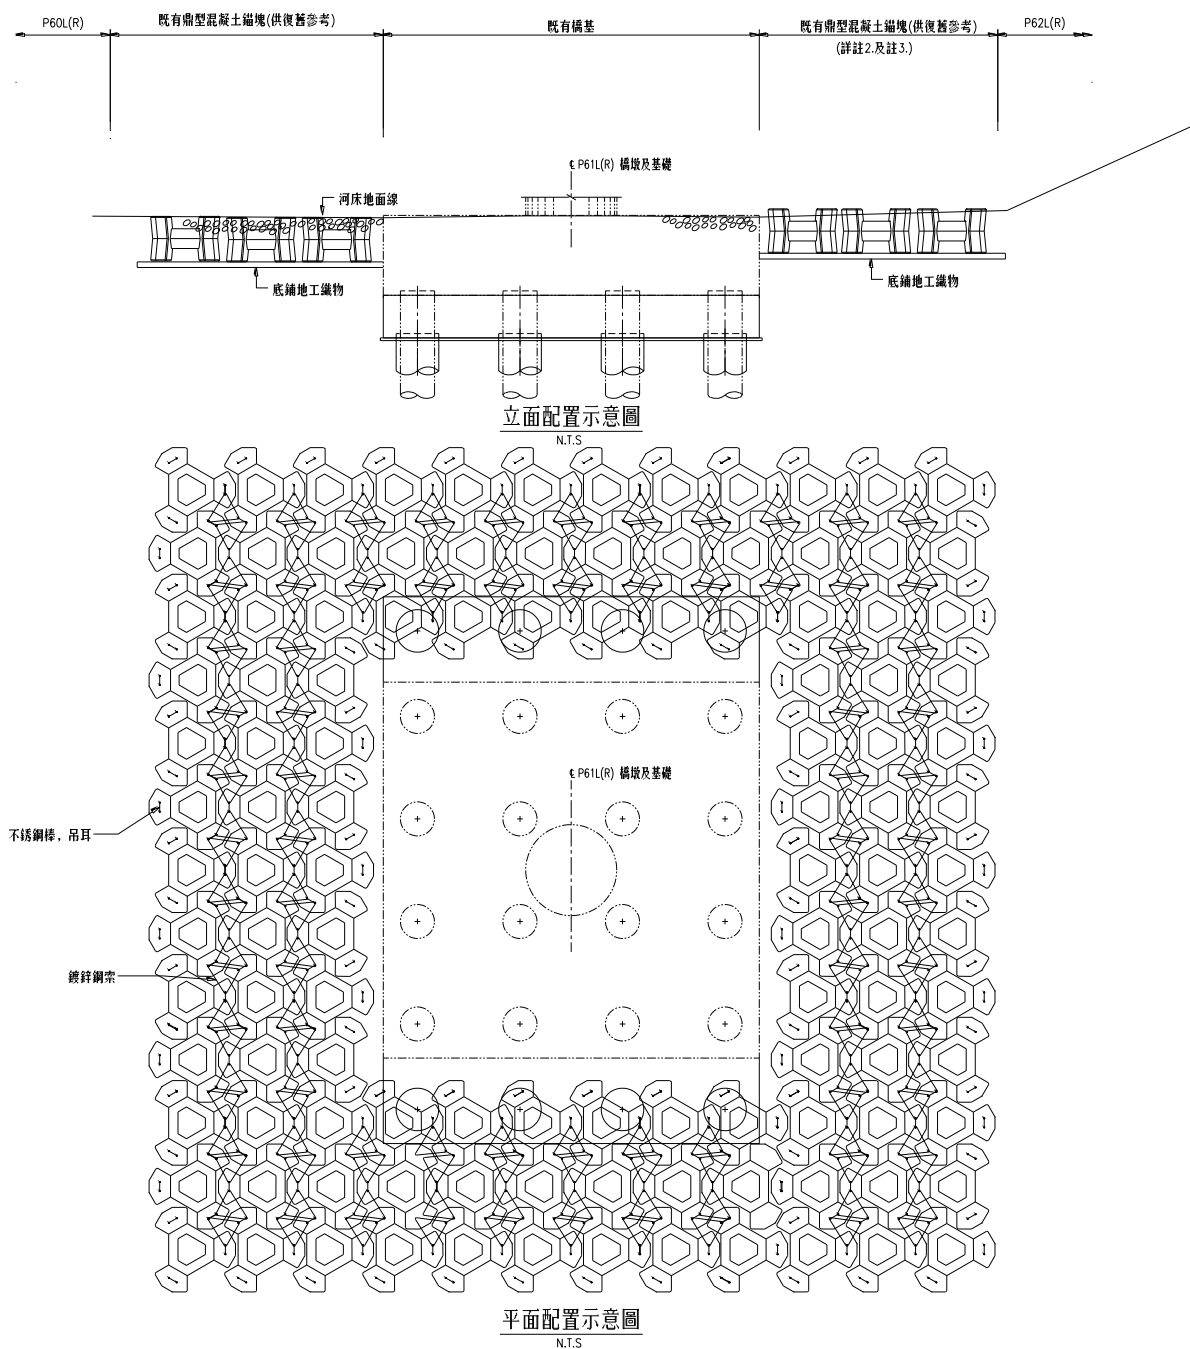 P60L(R)
既有鼎型混凝土錨塊(供復舊參考)
既有橋基
既有鼎型混凝土錨塊(供復舊參考)
(詳註2.及註3.)
P62L(R)
℄ P61L(R) 橋墩及基礎
河床地面線
底鋪地工織物
底鋪地工織物
立面配置示意圖
N.T.S
℄ P61L(R) 橋墩及基礎
不銹鋼棒, 吊耳
鍍鋅鋼索
平面配置示意圖
N.T.S